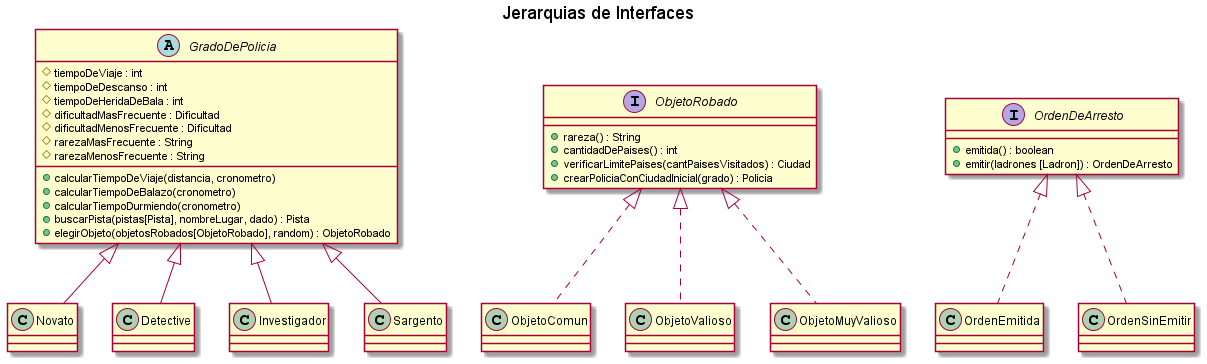 Jerarquias de Interfaces
A GradoDePolicia
tiempoDeViaje : int
tiempoDeDescanso : int
tiempoDeHeridaDeBala : int
dificultadMasFrecuente : Dificultad
dificultadMenosFrecuente : Dificultad
rarezaMasFrecuente : String
rarezaMenosFrecuente : String
calcularTiempoDeViaje(distancia, cronometro)
calcularTiempoDeBalazo(cronometro)
calcularTiempoDurmiendo(cronometro)
buscarPista(pistas[Pista], nombreLugar, dado) : Pista
elegirObjeto(objetosRobados[ObjetoRobado], random) : ObjetoRobado
I ObjetoRobado
rareza() : String
cantidadDePaises() : int
verificarLimitePaises(cantPaisesVisitados) : Ciudad
crearPoliciaConCiudadInicial(grado) : Policia
I OrdenDeArresto
emitida() : boolean
emitir(ladrones [Ladron]) : OrdenDeArresto
C Novato
C Detective
C Investigador
C Sargento
C ObjetoComun
C ObjetoValioso
C ObjetoMuyValioso
C OrdenEmitida
C OrdenSinEmitir